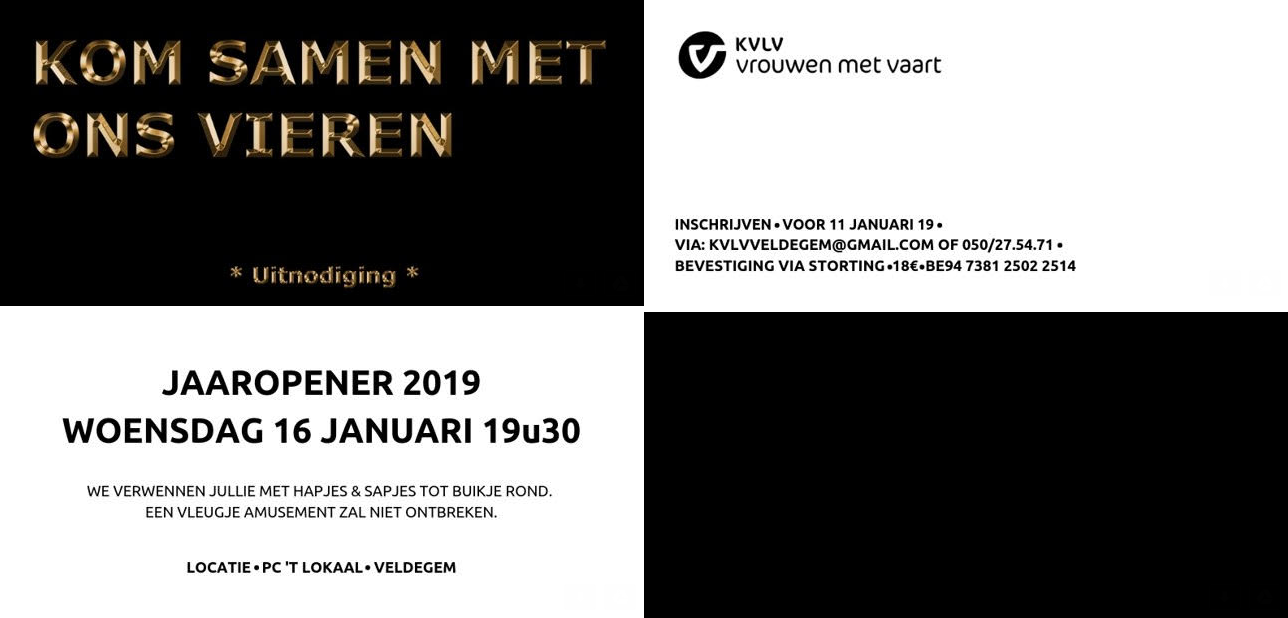 KOM SAMEN MET
ONS VIEREN
* Uitnodiging *
KVLV
vrouwen met vaart
INSCHRIJVEN • VOOR 11 JANUARI 19 •
VIA: KVLVVELDEGEM@GMAIL.COM OF 050/27.54.71 •
BEVESTIGING VIA STORTING •18€•BE94 7381 2502 2514
JAAROPENER 2019
WOENSDAG 16 JANUARI 19u30
WE VERWENNEN JULLIE MET HAPJES & SAPJES TOT BUIKJE ROND.
EEN VLEUGJE AMUSEMENT ZAL NIET ONTBREKEN.
LOCATIE • PC 'T LOKAAL • VELDEGEM